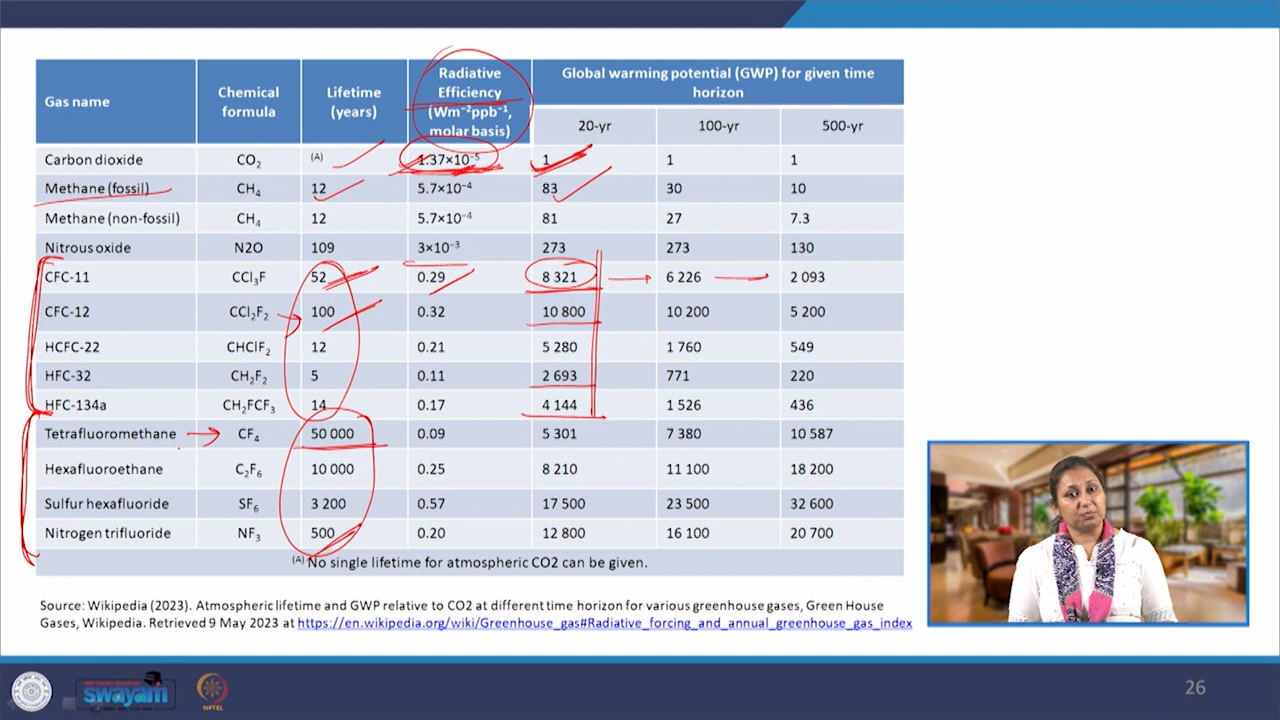 Gas name Chemical formula Lifetime (years) Radiative Efficiency (Wm⁻²ppb⁻¹, molar basis) Global warming potential (GWP) for given time horizon
20-yr 100-yr 500-yr
Carbon dioxide CO₂ (A) 1.37×10⁻⁵ 1 1 1
Methane (fossil) CH₄ 12 5.7×10⁻⁴ 83 30 10
Methane (non-fossil) CH₄ 12 5.7×10⁻⁴ 81 27 7.3
Nitrous oxide N2O 109 3×10⁻³ 273 273 130
CFC-11 CCl₃F 52 0.29 8 321 6 226 2 093
CFC-12 CCl₂F₂ 100 0.32 10 800 10 200 5 200
HCFC-22 CHClF₂ 12 0.21 5 280 1 760 549
HFC-32 CH₂F₂ 5 0.11 2 693 771 220
HFC-134a CH₂FCF₃ 14 0.17 4 144 1 526 436
Tetrafluoromethane CF₄ 50 000 0.09 5 301 7 380 10 587
Hexafluoroethane C₂F₆ 10 000 0.25 8 210 11 100 18 200
Sulfur hexafluoride SF₆ 3 200 0.57 17 500 23 500 32 600
Nitrogen trifluoride NF₃ 500 0.20 12 800 16 100 20 700
(A) No single lifetime for atmospheric CO2 can be given.
Source: Wikipedia (2023). Atmospheric lifetime and GWP relative to CO2 at different time horizon for various greenhouse gases, Green House
Gases, Wikipedia. Retrieved 9 May 2023 at https://en.wikipedia.org/wiki/Greenhouse_gas#Radiative_forcing_and_annual_greenhouse_gas_index
swayam NPTEL 26